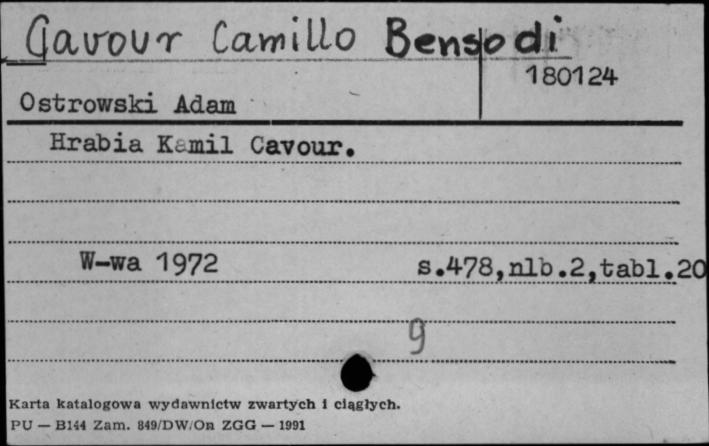 Cavour Camillo Benso di
180124
Ostrowski Adam
Hrabia Kamil Cavour.
W-wa 1972 s.478,nlb.2,tabl.20
9
Karta katalogowa wydawnictw zwartych i ciągłych.
PU — B144 Zam. 849/DW/On ZGG — 1991